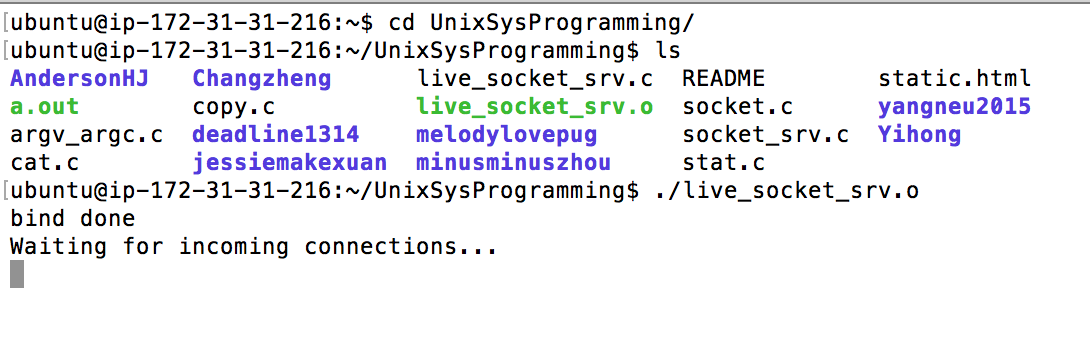 [ubuntu@ip-172-31-31-216:~$ cd UnixSysProgramming/
[ubuntu@ip-172-31-31-216:~/UnixSysProgramming$ ls
AndersonHJ   Changzheng      live_socket_srv.c  README        static.html
a.out        copy.c          live_socket_srv.o  socket.c      yangneu2015
argv_argc.c  deadline1314    melodylovepug      socket_srv.c  Yihong
cat.c        jessiemakexuan  minusminuszhou     stat.c
[ubuntu@ip-172-31-31-216:~/UnixSysProgramming$ ./live_socket_srv.o
bind done
Waiting for incoming connections...